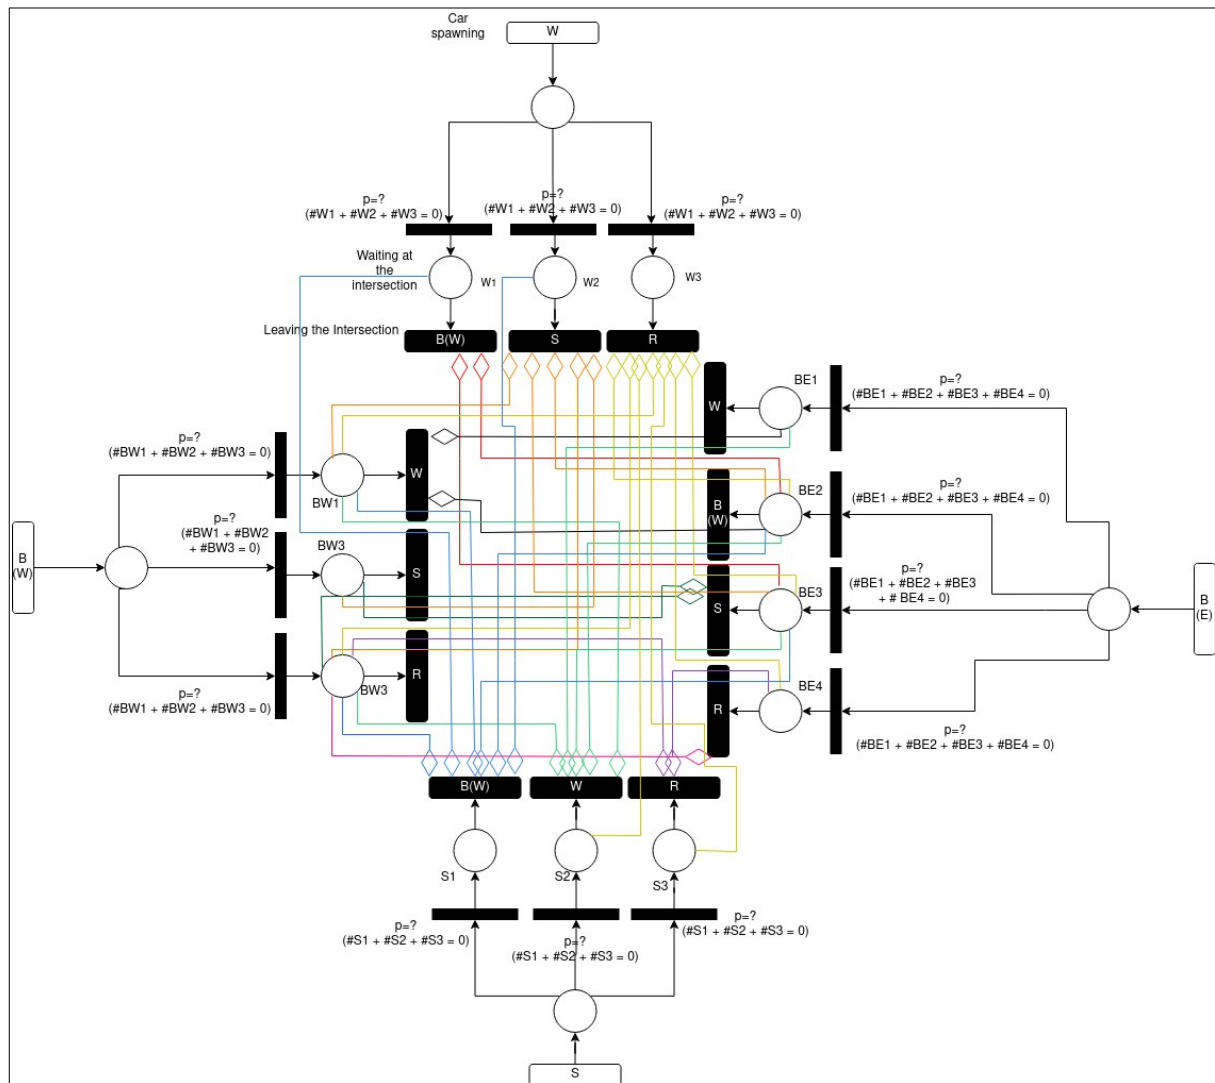 Car
spawning
W
p=?
(#W1 + #W2 + #W3 = 0)
p=?
(#W1 + #W2 + #W3 = 0)
p=?
(#W1 + #W2 + #W3 = 0)
Waiting at
the
intersection
W1
W2
W3
Leaving the Intersection
B(W)
S
R
BE1
W
p=?
(#BE1 + #BE2 + #BE3 + #BE4 = 0)
p=?
(#BW1 + #BW2 + #BW3 = 0)
W
BW1
BE2
B
(W)
p=?
(#BE1 + #BE2 + #BE3 + #BE4 = 0)
p=?
(#BW1 + #BW2
+ #BW3 = 0)
B
(W)
BW3
S
BE3
S
p=?
(#BE1 + #BE2 + #BE3
+ # BE4 = 0)
B
(E)
R
BW3
p=?
(#BW1 + #BW2 + #BW3 = 0)
BE4
R
p=?
(#BE1 + #BE2 + #BE3 + #BE4 = 0)
B(W)
W
R
S1
S2
S3
p=?
(#S1 + #S2 + #S3 = 0)
p=?
(#S1 + #S2 + #S3 = 0)
p=?
(#S1 + #S2 + #S3 = 0)
S